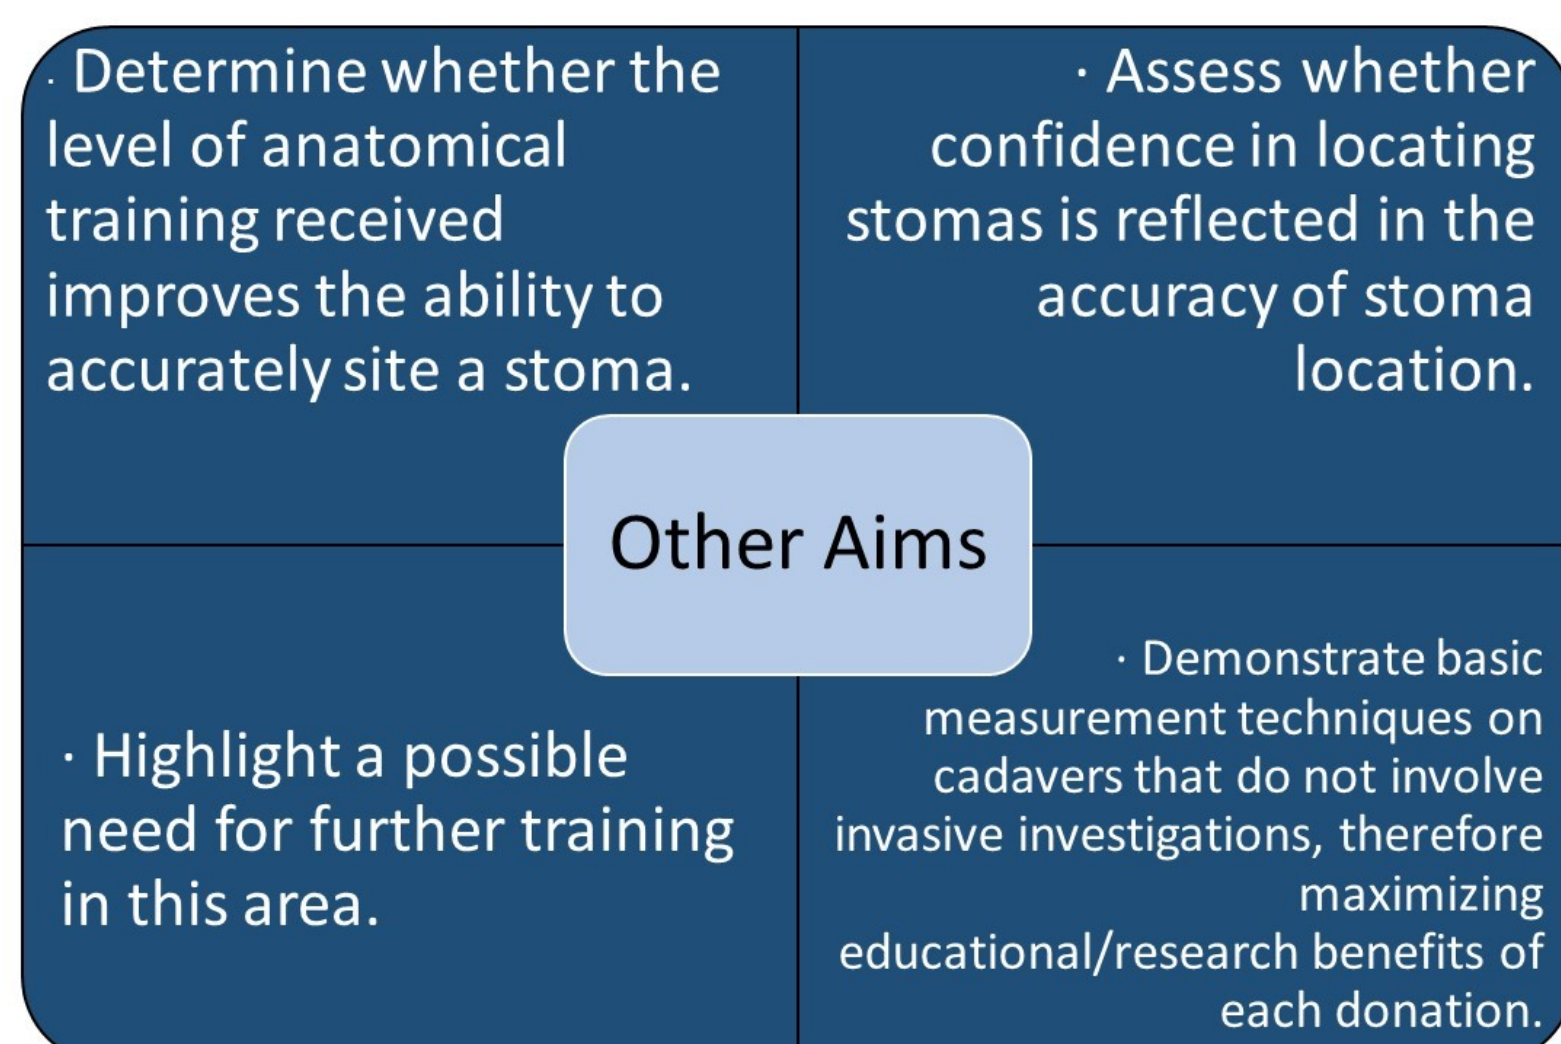 · Determine whether the
level of anatomical
training received
improves the ability to
accurately site a stoma.
· Assess whether
confidence in locating
stomas is reflected in the
accuracy of stoma
location.
Other Aims
· Highlight a possible
need for further training
in this area.
· Demonstrate basic
measurement techniques on
cadavers that do not involve
invasive investigations, therefore
maximizing
educational/research benefits of
each donation.